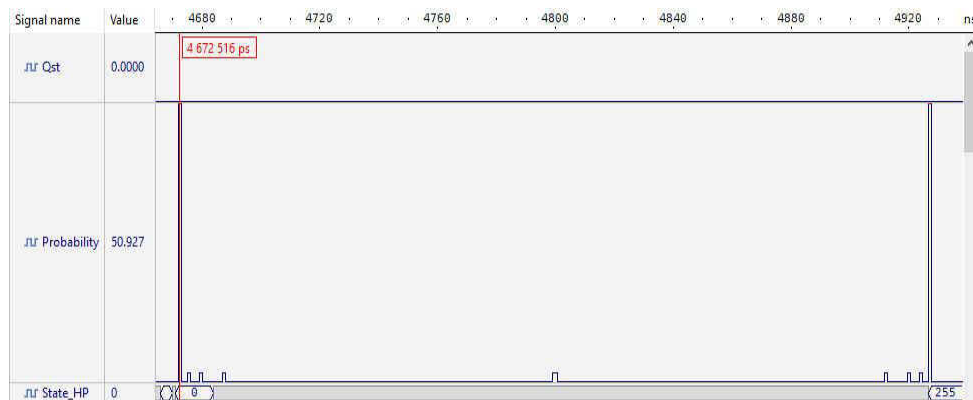 Signal name Value 4680 4720 4760 4800 4840 4880 4920
4 672 516 ps
Qst 0.0000
Probability 50.927
State_HP 0 0 255